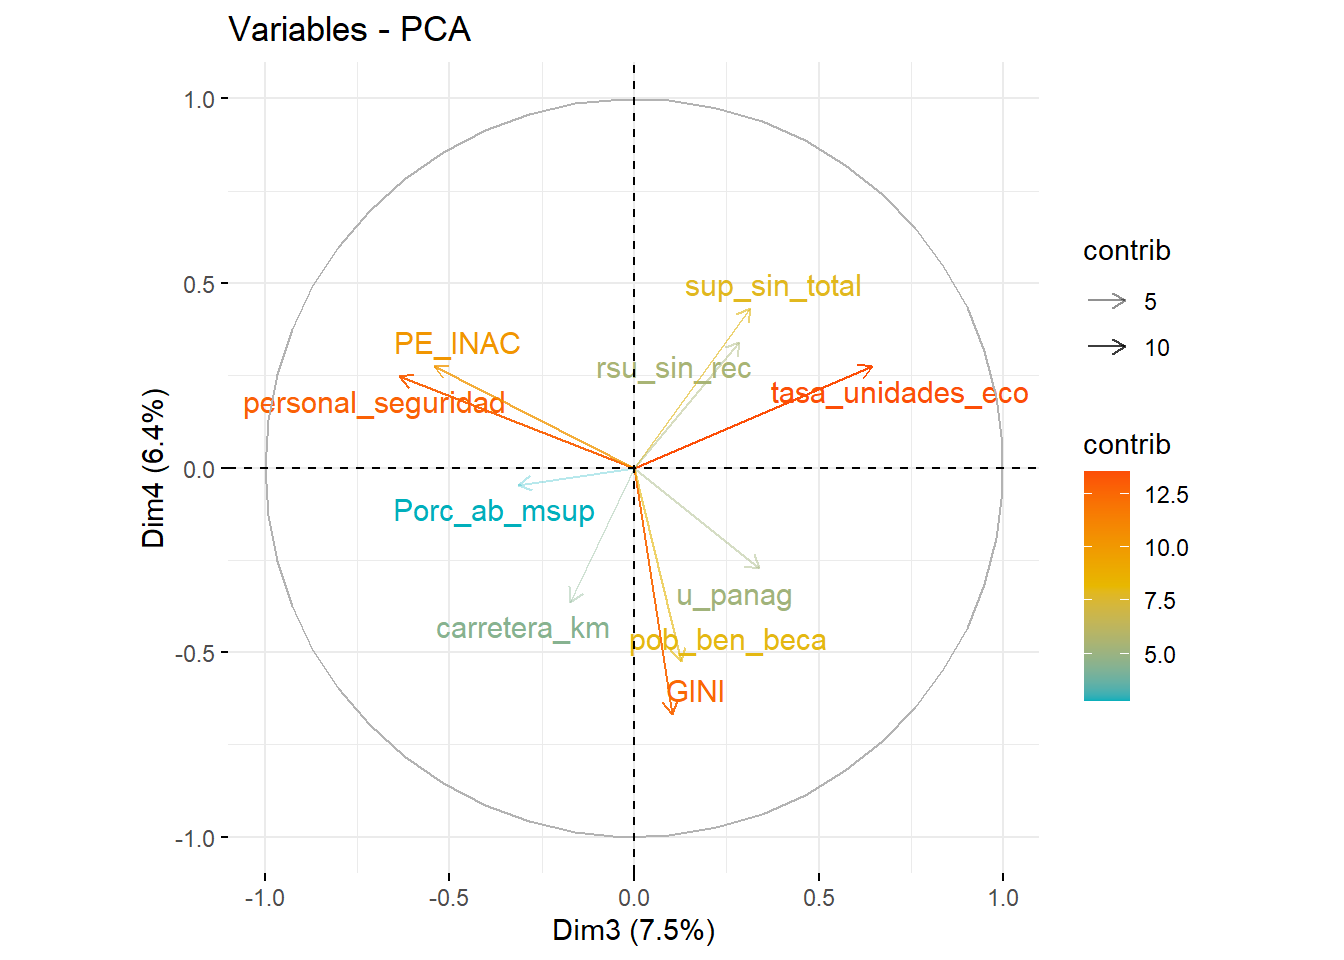 Variables - PCA
1.0
0.5
0.0
-0.5
-1.0
Dim4 (6.4%)
sup_sin_total
PE_INAC
rsu_sin_rec
tasa_unidades_eco
personal_seguridad
Porc_ab_msup
u_panag
carretera_km
pob_ben_beca
GINI
-1.0
-0.5
0.0
0.5
1.0
Dim3 (7.5%)
contrib
5
10
contrib
12.5
10.0
7.5
5.0